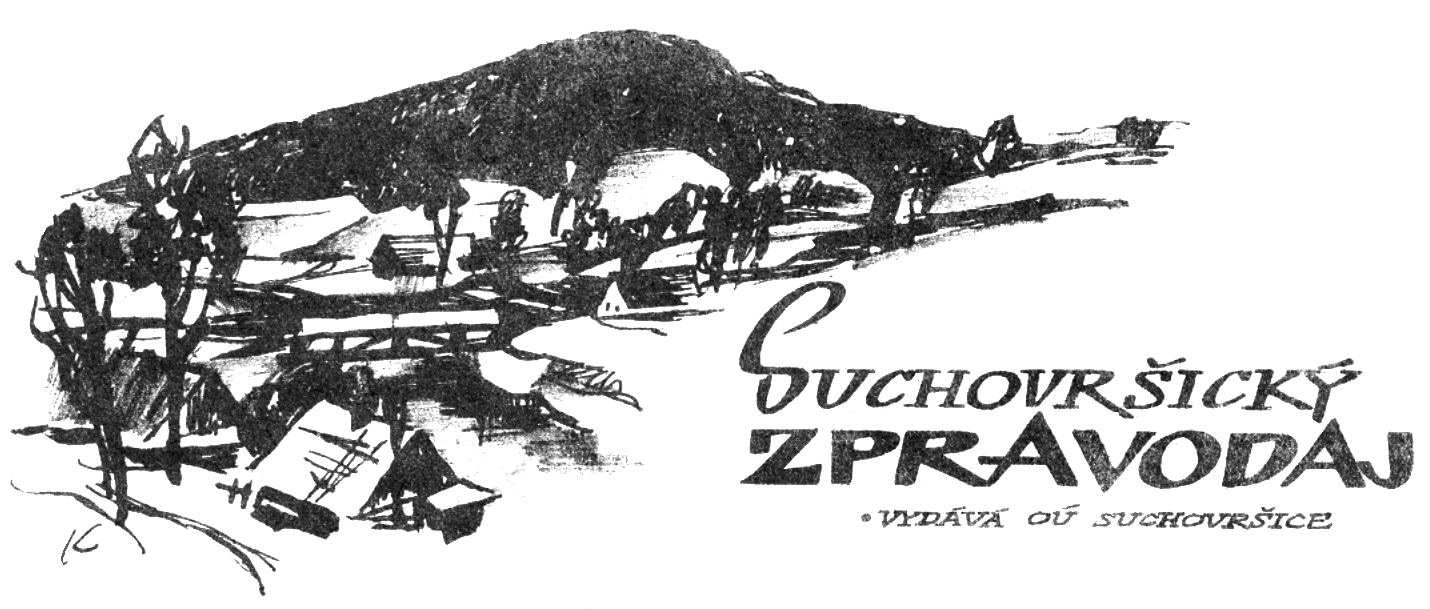 SUCHOVRŠICKÝ
ZPRAVODAJ
• VYDÁVÁ OÚ SUCHOVRŠICE